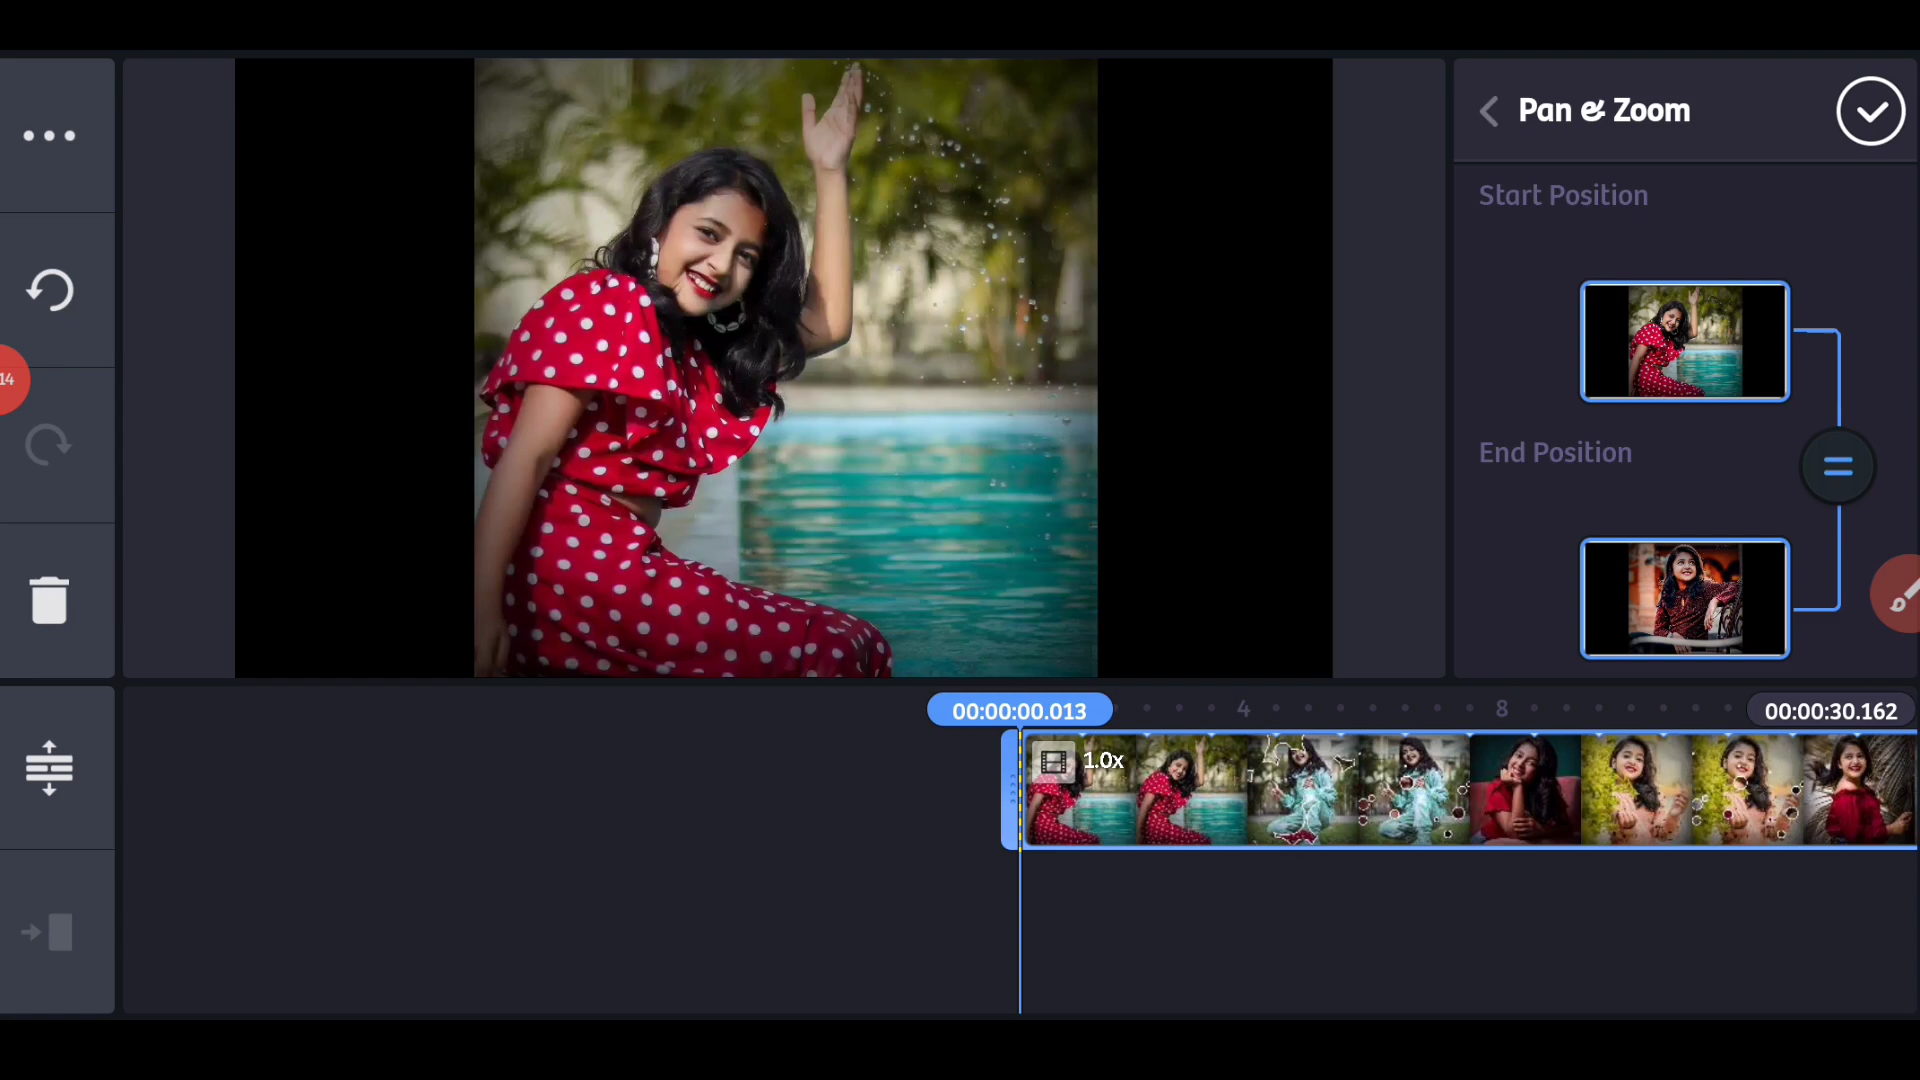 Pan & Zoom
Start Position
14
End Position
00:00:00.013
4
8
00:00:30.162
1.0x